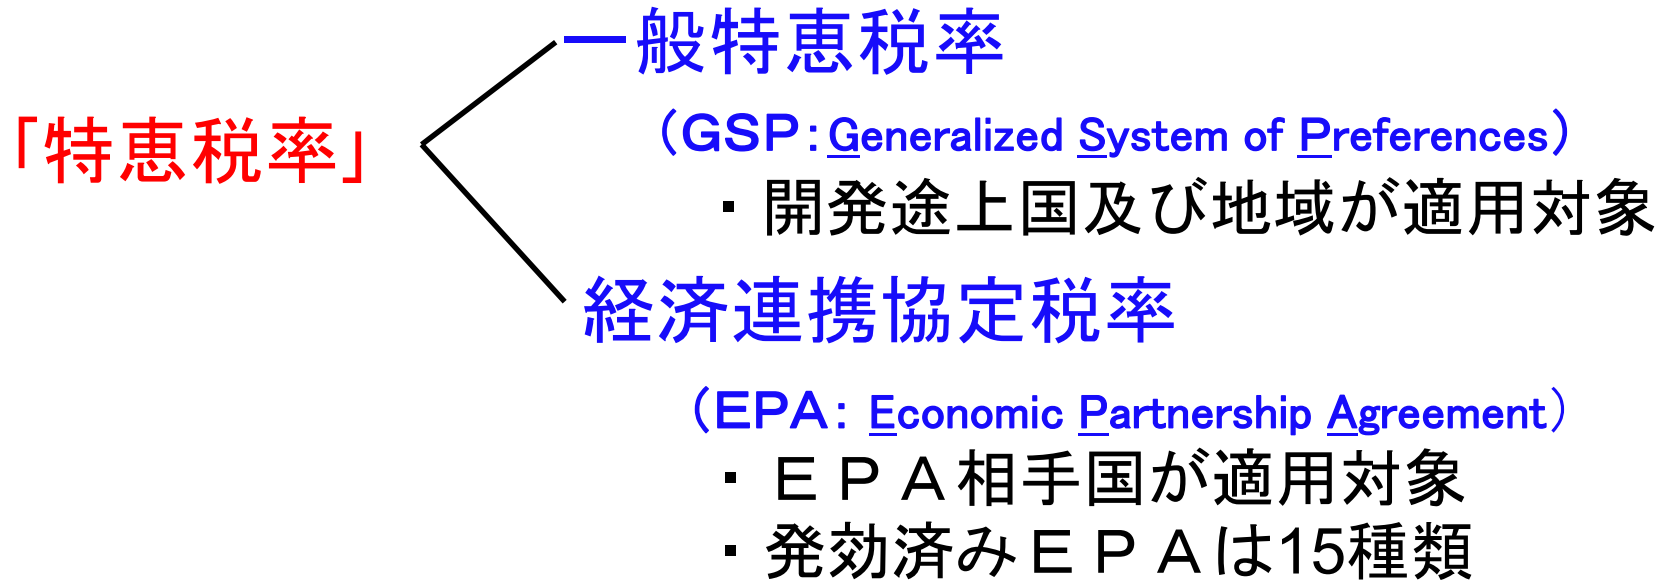 「特恵税率」
一般特恵税率
（GSP：Generalized System of Preferences）
・開発途上国及び地域が適用対象
経済連携協定税率
（EPA： Economic Partnership Agreement）
・ＥＰＡ相手国が適用対象
・発効済みＥＰＡは15種類